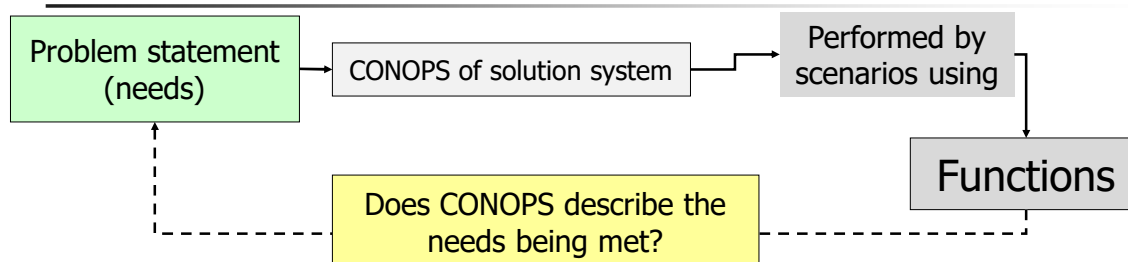 Problem statement
(needs)
CONOPS of solution system
Performed by
scenarios using
Functions
Does CONOPS describe the
needs being met?